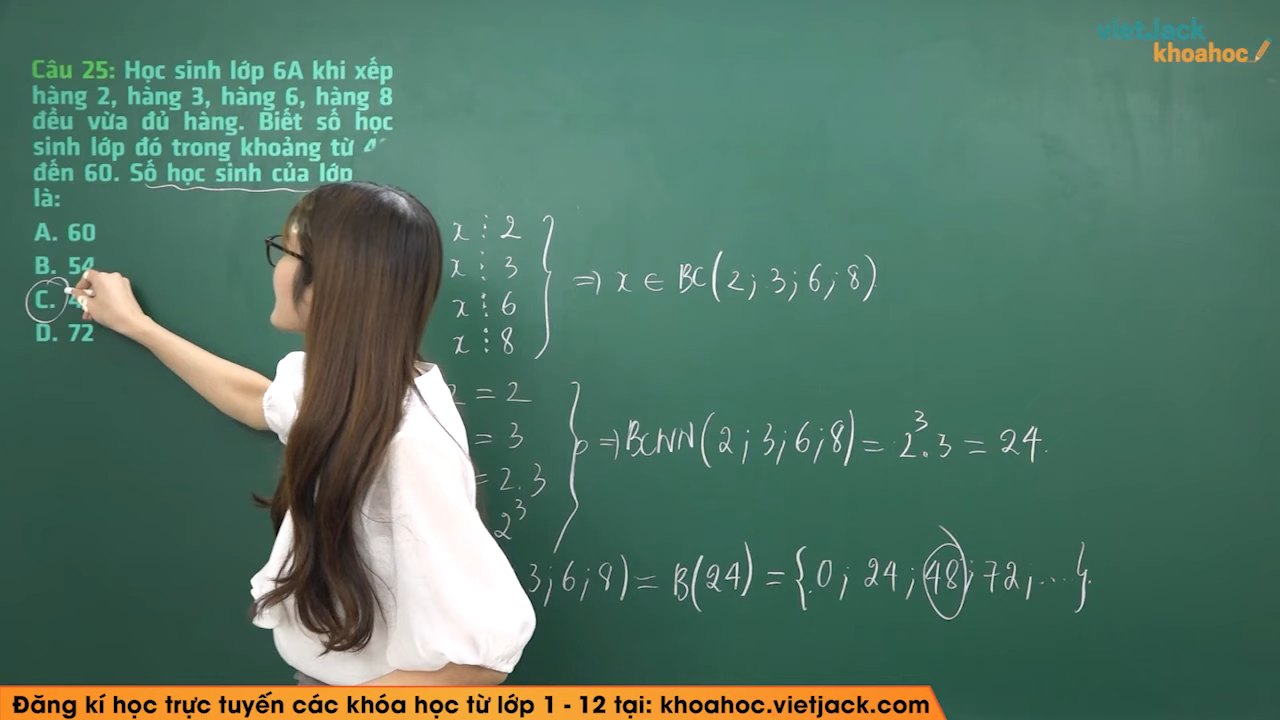 vietJack
khoahoc
Câu 25: Học sinh lớp 6A khi xếp
hàng 2, hàng 3, hàng 6, hàng 8
đều vừa đủ hàng. Biết số học
sinh lớp đó trong khoảng từ
đến 60. Số học sinh của lớp
là:
A. 60
B. 54
C.
D. 72
x ⋮ 2
x ⋮ 3
x ⋮ 6
x ⋮ 8
=> x ∈ BC(2; 3; 6; 8)
= 2
= 3
= 2.3
2³
=> BCNN(2; 3; 6; 8) = 2³.3 = 24.
3; 6; 8) = B(24) = {0; 24; 48; 72; ...}.
Đăng kí học trực tuyến các khóa học từ lớp 1 - 12 tại: khoahoc.vietjack.com